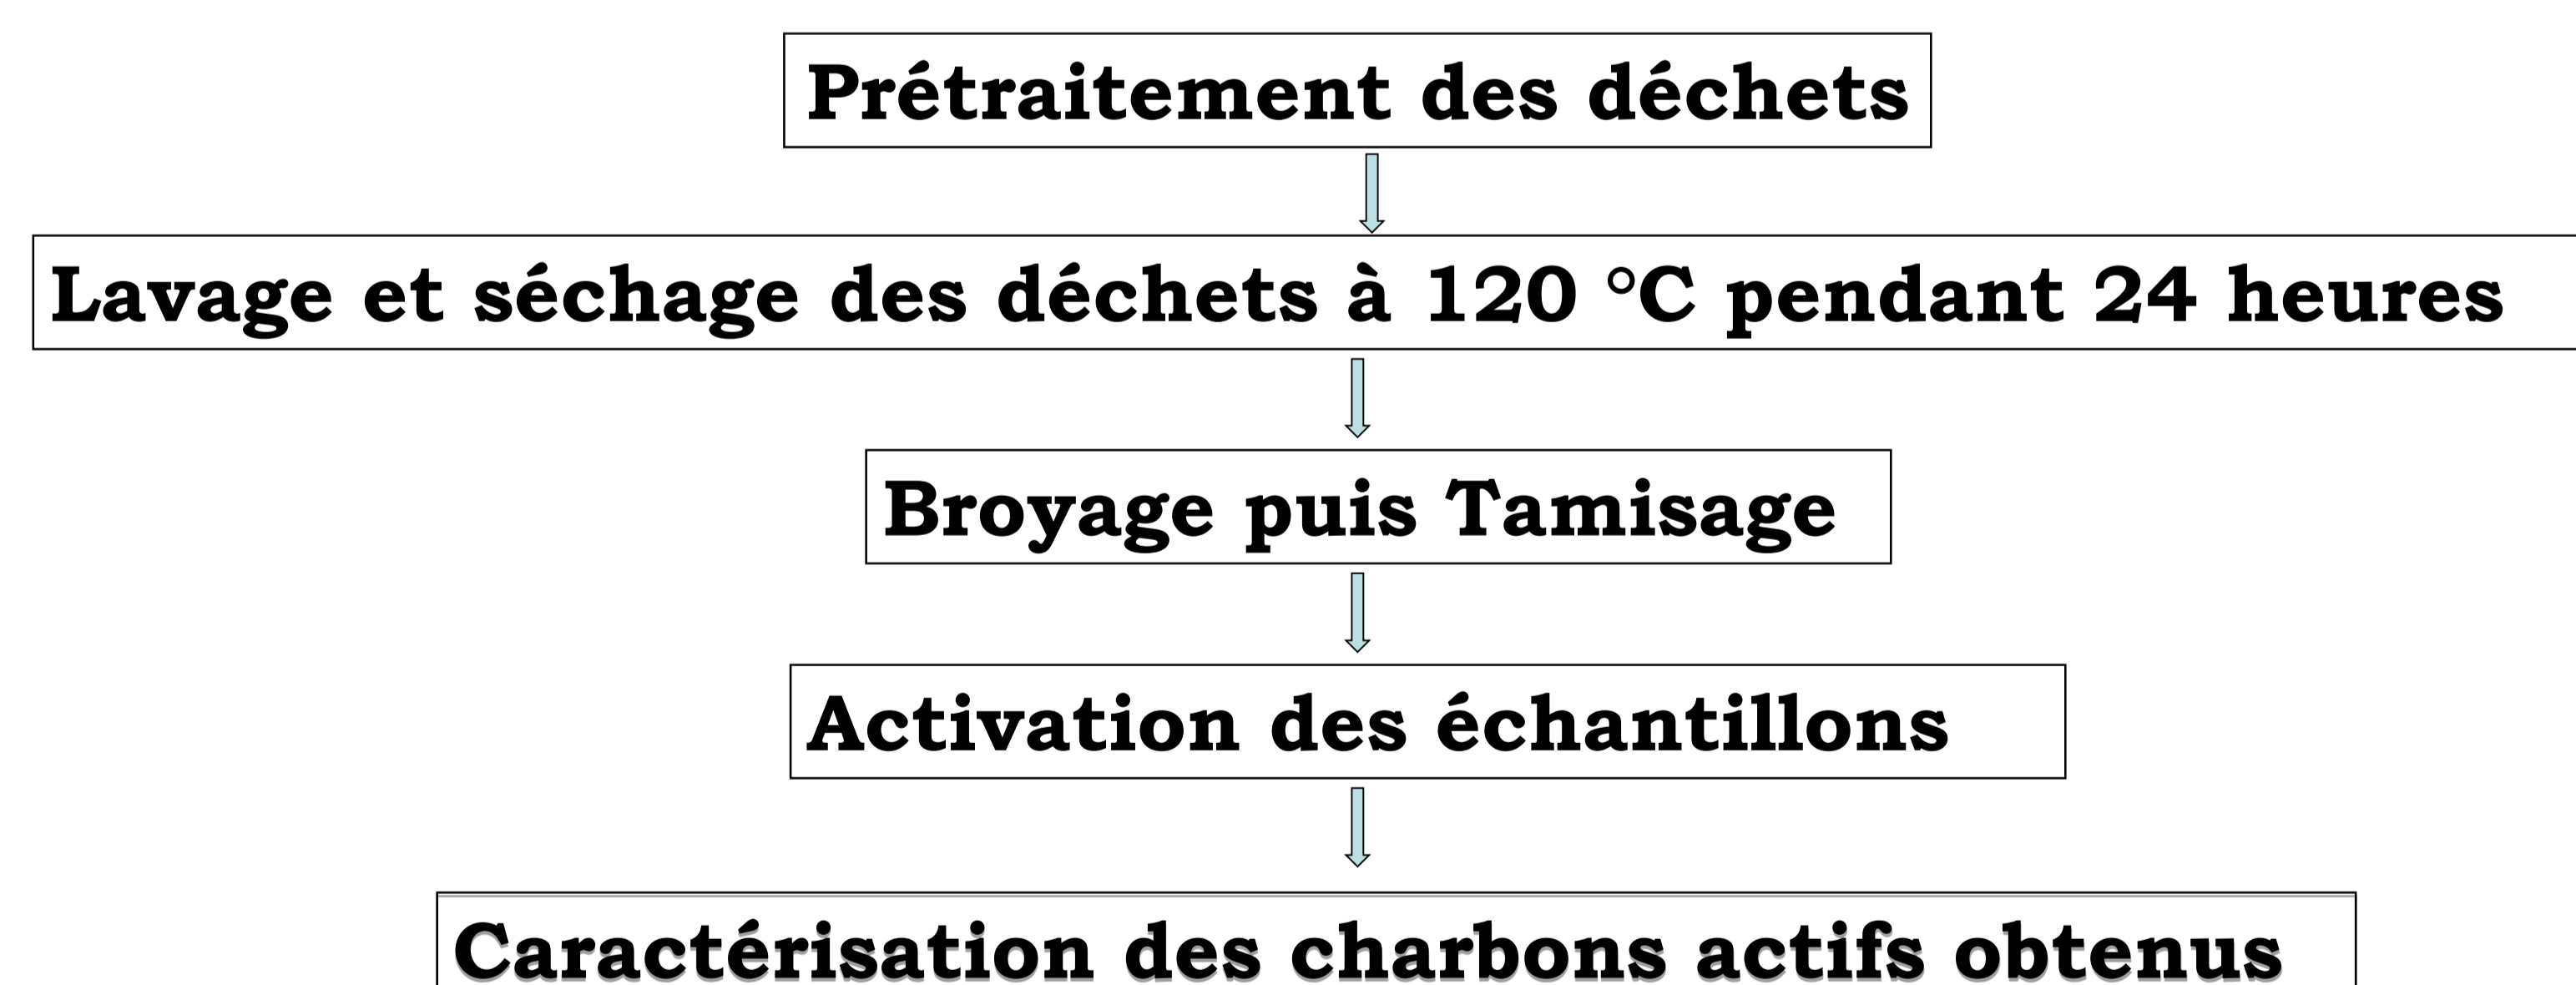 Prétraitement des déchets
Lavage et séchage des déchets à 120 °C pendant 24 heures
Broyage puis Tamisage
Activation des échantillons
Caractérisation des charbons actifs obtenus